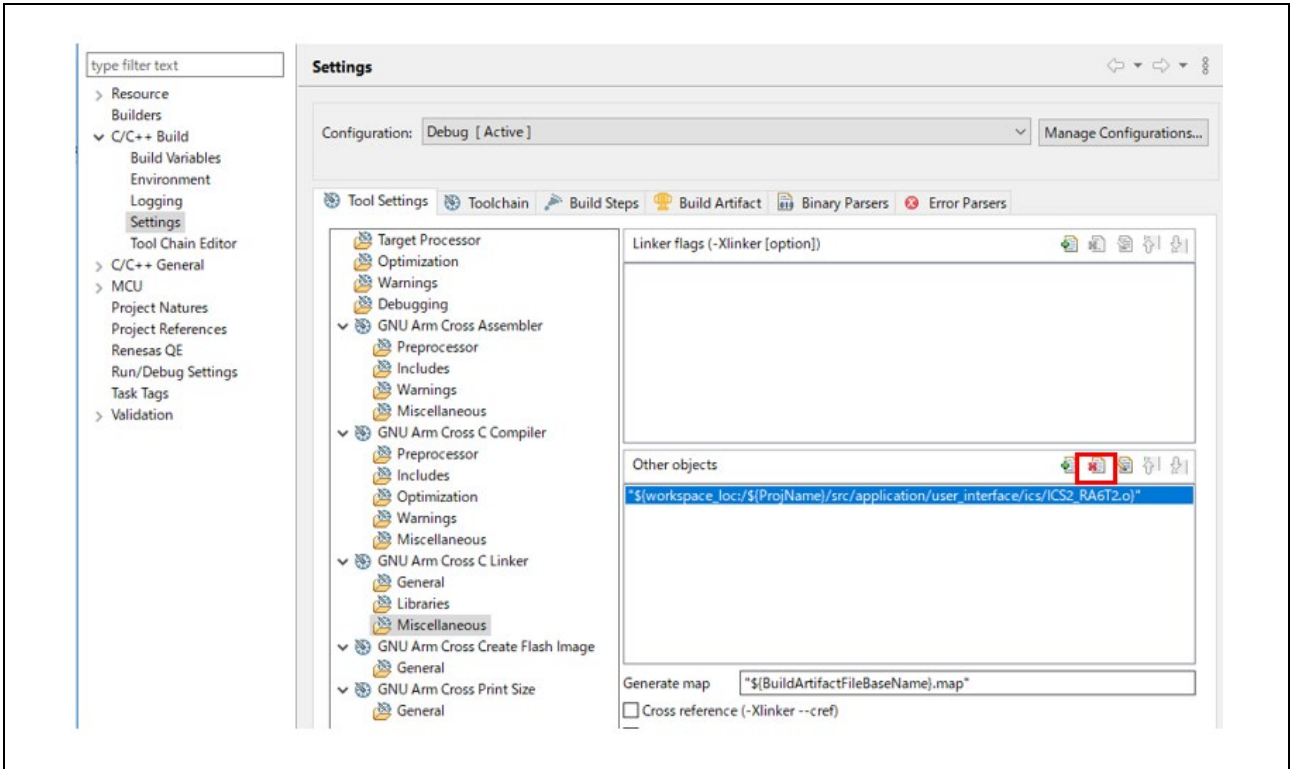 type filter text
Resource
Builders
C/C++ Build
Build Variables
Environment
Logging
Settings
Tool Chain Editor
C/C++ General
MCU
Project Natures
Project References
Renesas QE
Run/Debug Settings
Task Tags
Validation
Settings
Configuration: Debug [ Active ] Manage Configurations...
Tool Settings Toolchain Build Steps Build Artifact Binary Parsers Error Parsers
Target Processor
Optimization
Warnings
Debugging
GNU Arm Cross Assembler
Preprocessor
Includes
Warnings
Miscellaneous
GNU Arm Cross C Compiler
Preprocessor
Includes
Optimization
Warnings
Miscellaneous
GNU Arm Cross C Linker
General
Libraries
Miscellaneous
GNU Arm Cross Create Flash Image
General
GNU Arm Cross Print Size
General
Linker flags (-Xlinker [option])
Other objects
"${workspace_loc:/${ProjName}/src/application/user_interface/ics/ICS2_RA6T2.o}"
Generate map "${BuildArtifactFileBaseName}.map"
Cross reference (-Xlinker --cref)